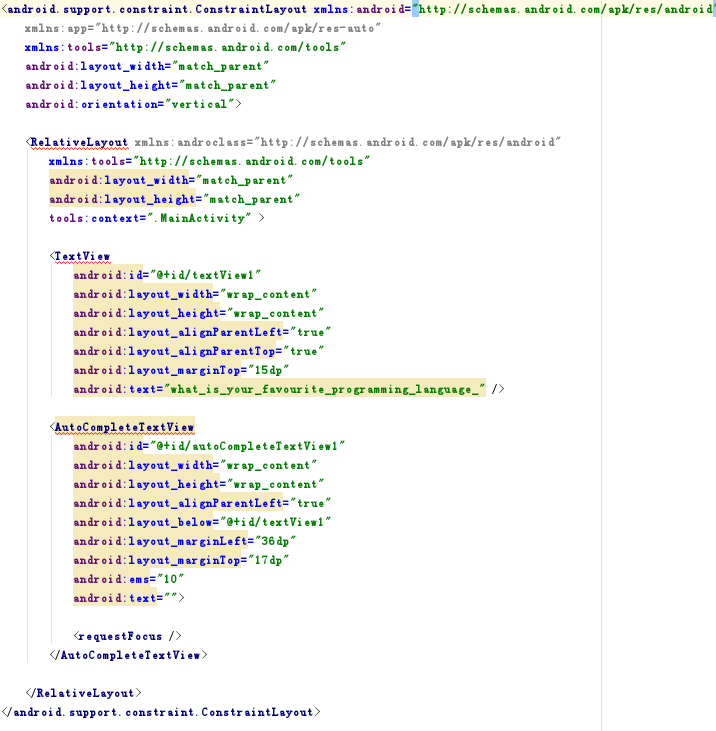 <android.support.constraint.ConstraintLayout xmlns:android="http://schemas.android.com/apk/res/android"
xmlns:app="http://schemas.android.com/apk/res-auto"
xmlns:tools="http://schemas.android.com/tools"
android:layout_width="match_parent"
android:layout_height="match_parent"
android:orientation="vertical">
<RelativeLayout xmlns:androclass="http://schemas.android.com/apk/res/android"
xmlns:tools="http://schemas.android.com/tools"
android:layout_width="match_parent"
android:layout_height="match_parent"
tools:context=".MainActivity" >
<TextView
android:id="@+id/textView1"
android:layout_width="wrap_content"
android:layout_height="wrap_content"
android:layout_alignParentLeft="true"
android:layout_alignParentTop="true"
android:layout_marginTop="15dp"
android:text="what_is_your_favourite_programming_language_" />
<AutoCompleteTextView
android:id="@+id/autoCompleteTextView1"
android:layout_width="wrap_content"
android:layout_height="wrap_content"
android:layout_alignParentLeft="true"
android:layout_below="@+id/textView1"
android:layout_marginLeft="36dp"
android:layout_marginTop="17dp"
android:ems="10"
android:text="">
<requestFocus />
</AutoCompleteTextView>
</RelativeLayout>
</android.support.constraint.ConstraintLayout>